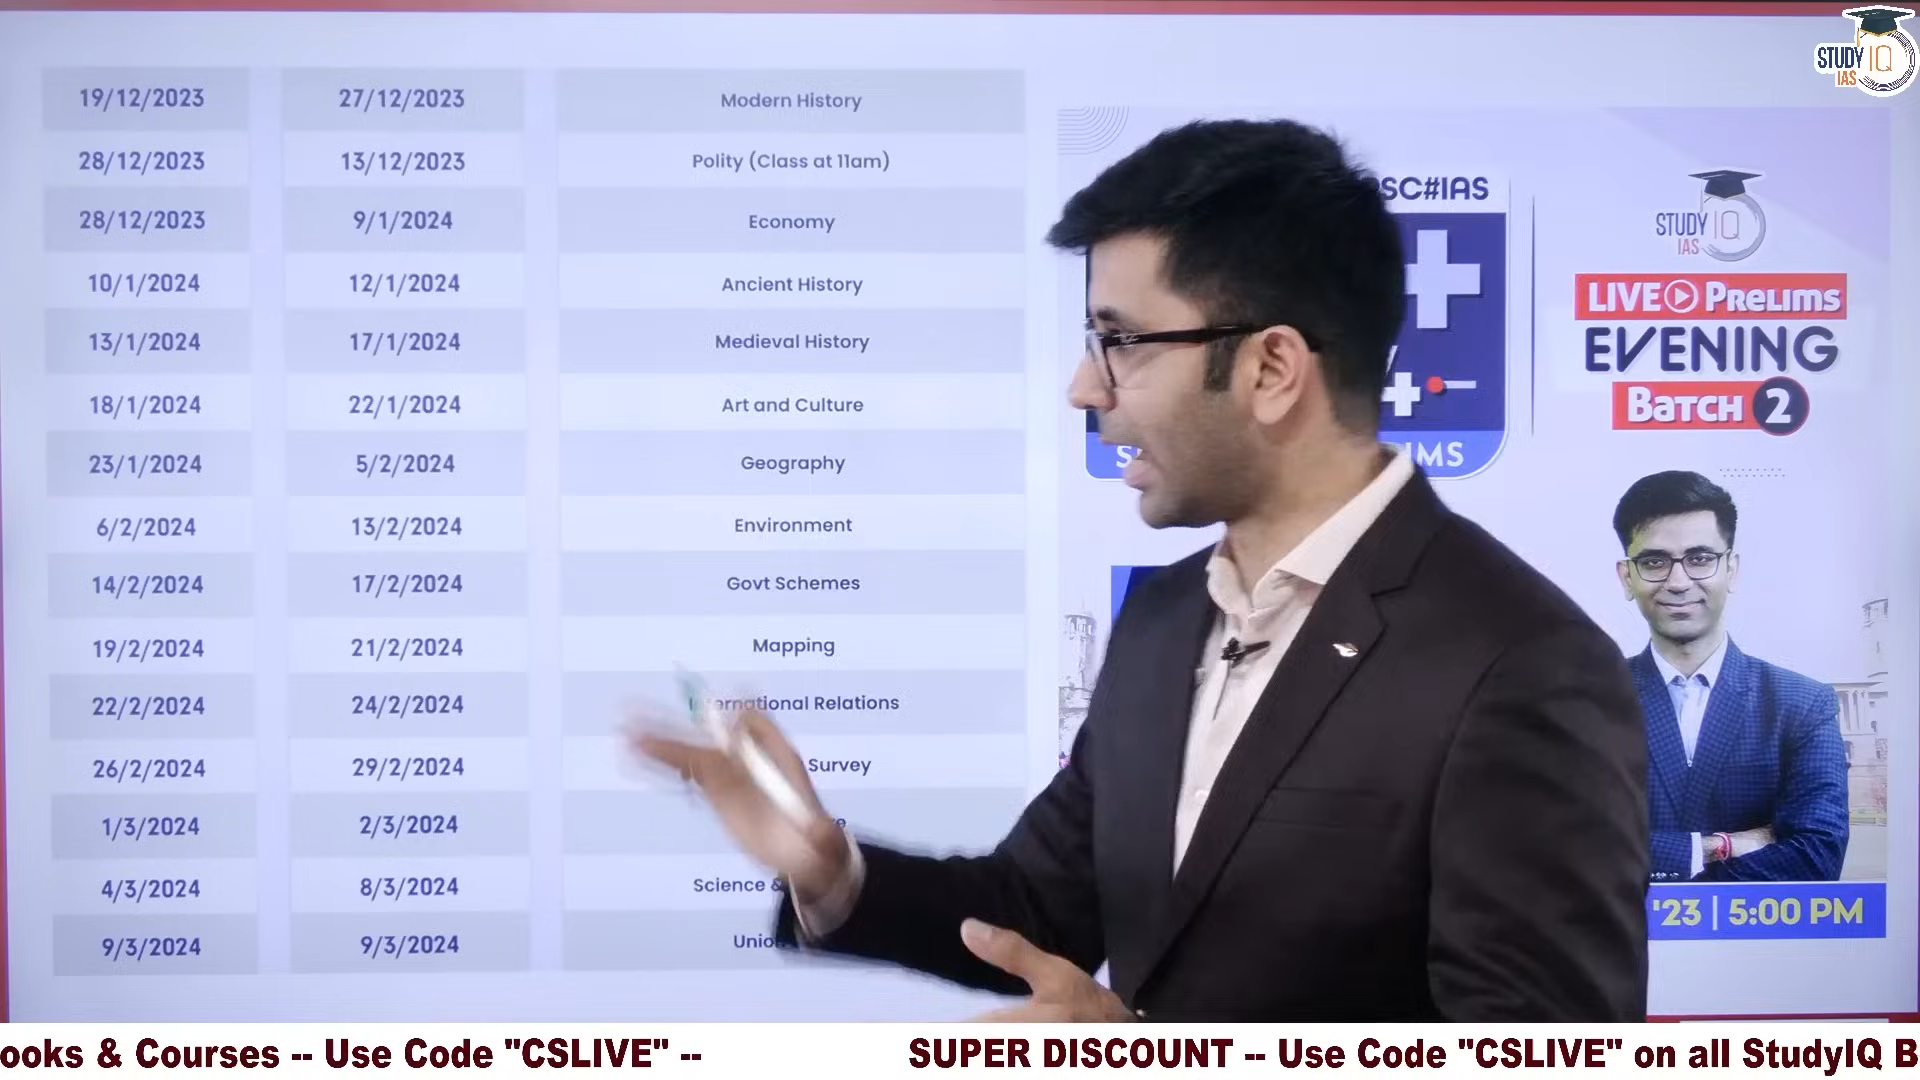 STUDY IQ
IAS
19/12/2023 27/12/2023 Modern History
28/12/2023 13/12/2023 Polity (Class at 11am)
28/12/2023 9/1/2024 Economy
10/1/2024 12/1/2024 Ancient History
13/1/2024 17/1/2024 Medieval History
18/1/2024 22/1/2024 Art and Culture
23/1/2024 5/2/2024 Geography
6/2/2024 13/2/2024 Environment
14/2/2024 17/2/2024 Govt Schemes
19/2/2024 21/2/2024 Mapping
22/2/2024 24/2/2024 Relations
26/2/2024 29/2/2024 Survey
1/3/2024 2/3/2024
4/3/2024 8/3/2024 Science &
9/3/2024 9/3/2024
SC#IAS
STUDY IQ
IAS
LIVE PRELIMS
EVENING
BATCH 2
'23 | 5:00 PM
ooks & Courses -- Use Code "CSLIVE" -- SUPER DISCOUNT -- Use Code "CSLIVE" on all StudyIQ B